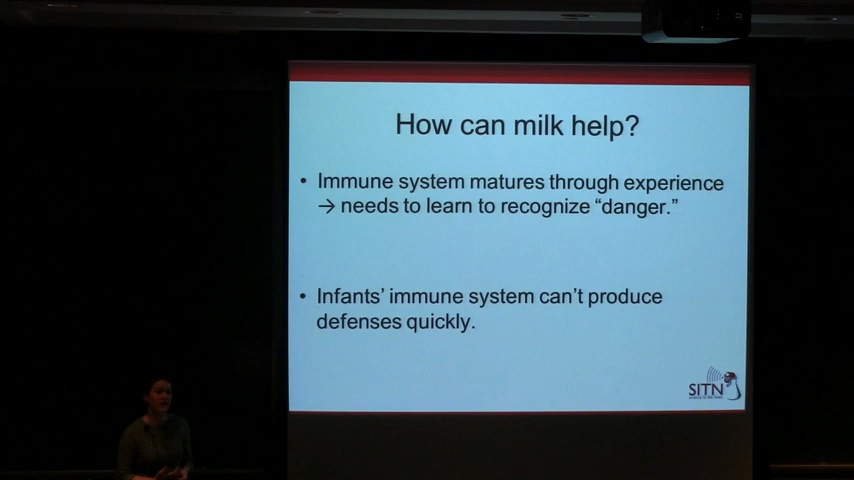 How can milk help?
• Immune system matures through experience
→ needs to learn to recognize “danger.”
• Infants’ immune system can’t produce
defenses quickly.
SITN